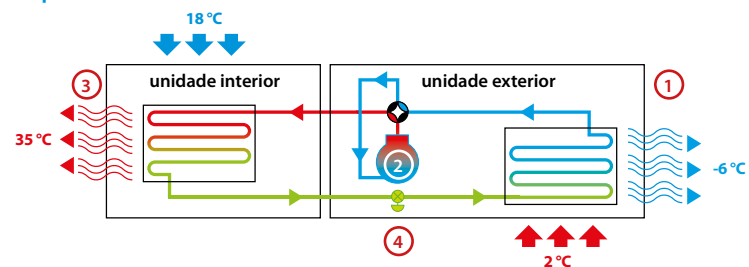 18 °C
3
unidade interior
unidade exterior
1
35 °C
2
-6 °C
4
2 °C